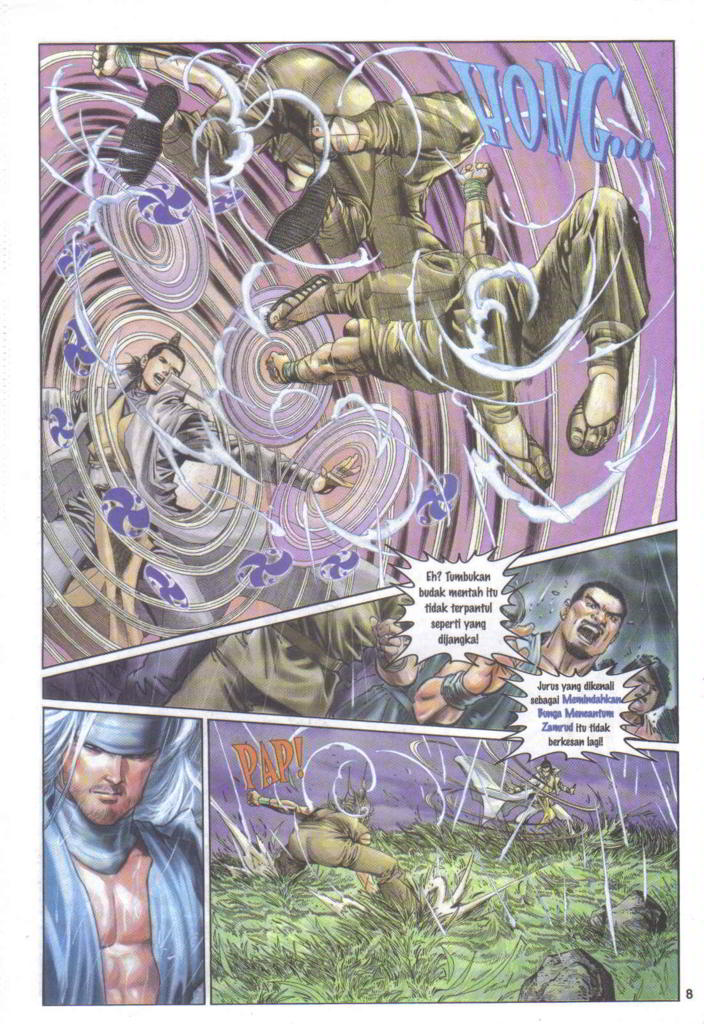 HONG...
Eh? Tumbukan
budak mentah itu
tidak terpantul
seperti yang
dijangka!
Jurus yang dikenali
sebagai Memindahkan
Bunga Mencantum
Zamrud itu tidak
berkesan lagi!
PAP!
8